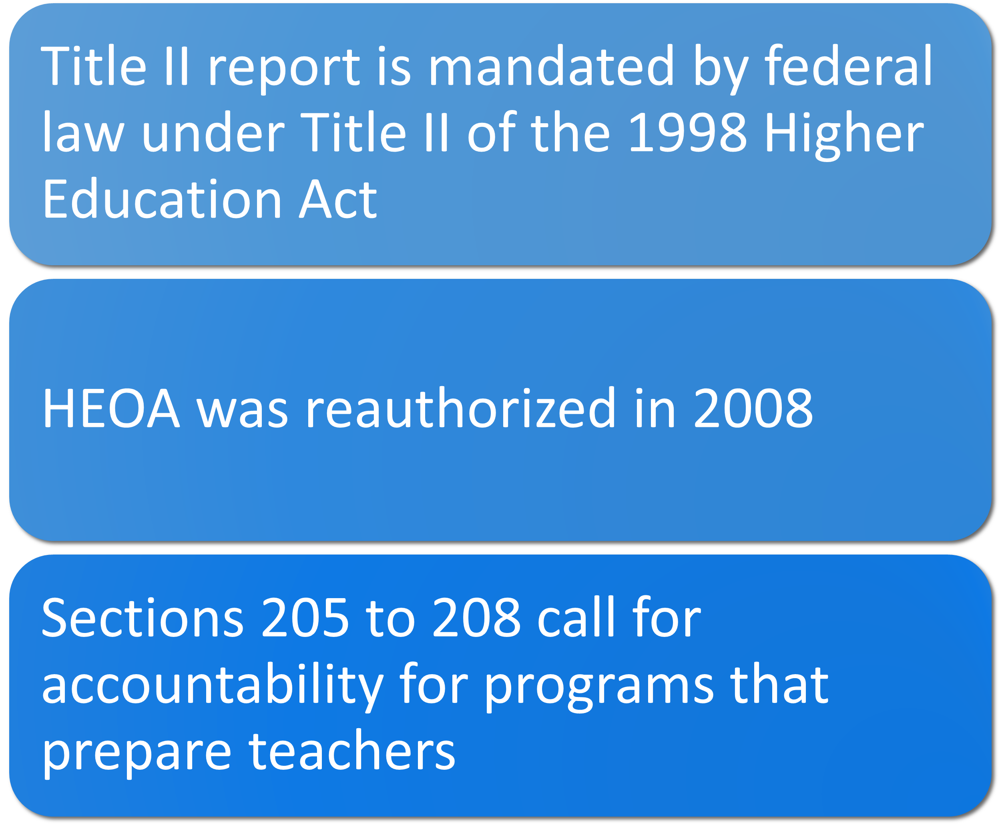 Title II report is mandated by federal
law under Title II of the 1998 Higher
Education Act
HEOA was reauthorized in 2008
Sections 205 to 208 call for
accountability for programs that
prepare teachers